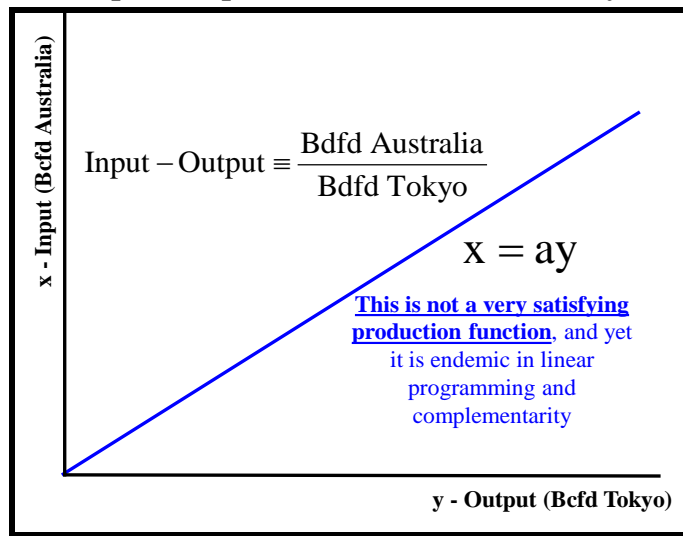 x - Input (Bcfd Australia)
Input – Output ≡ Bdfd Australia
Bdfd Tokyo
x = ay
This is not a very satisfying
production function, and yet
it is endemic in linear
programming and
complementarity
y - Output (Bcfd Tokyo)